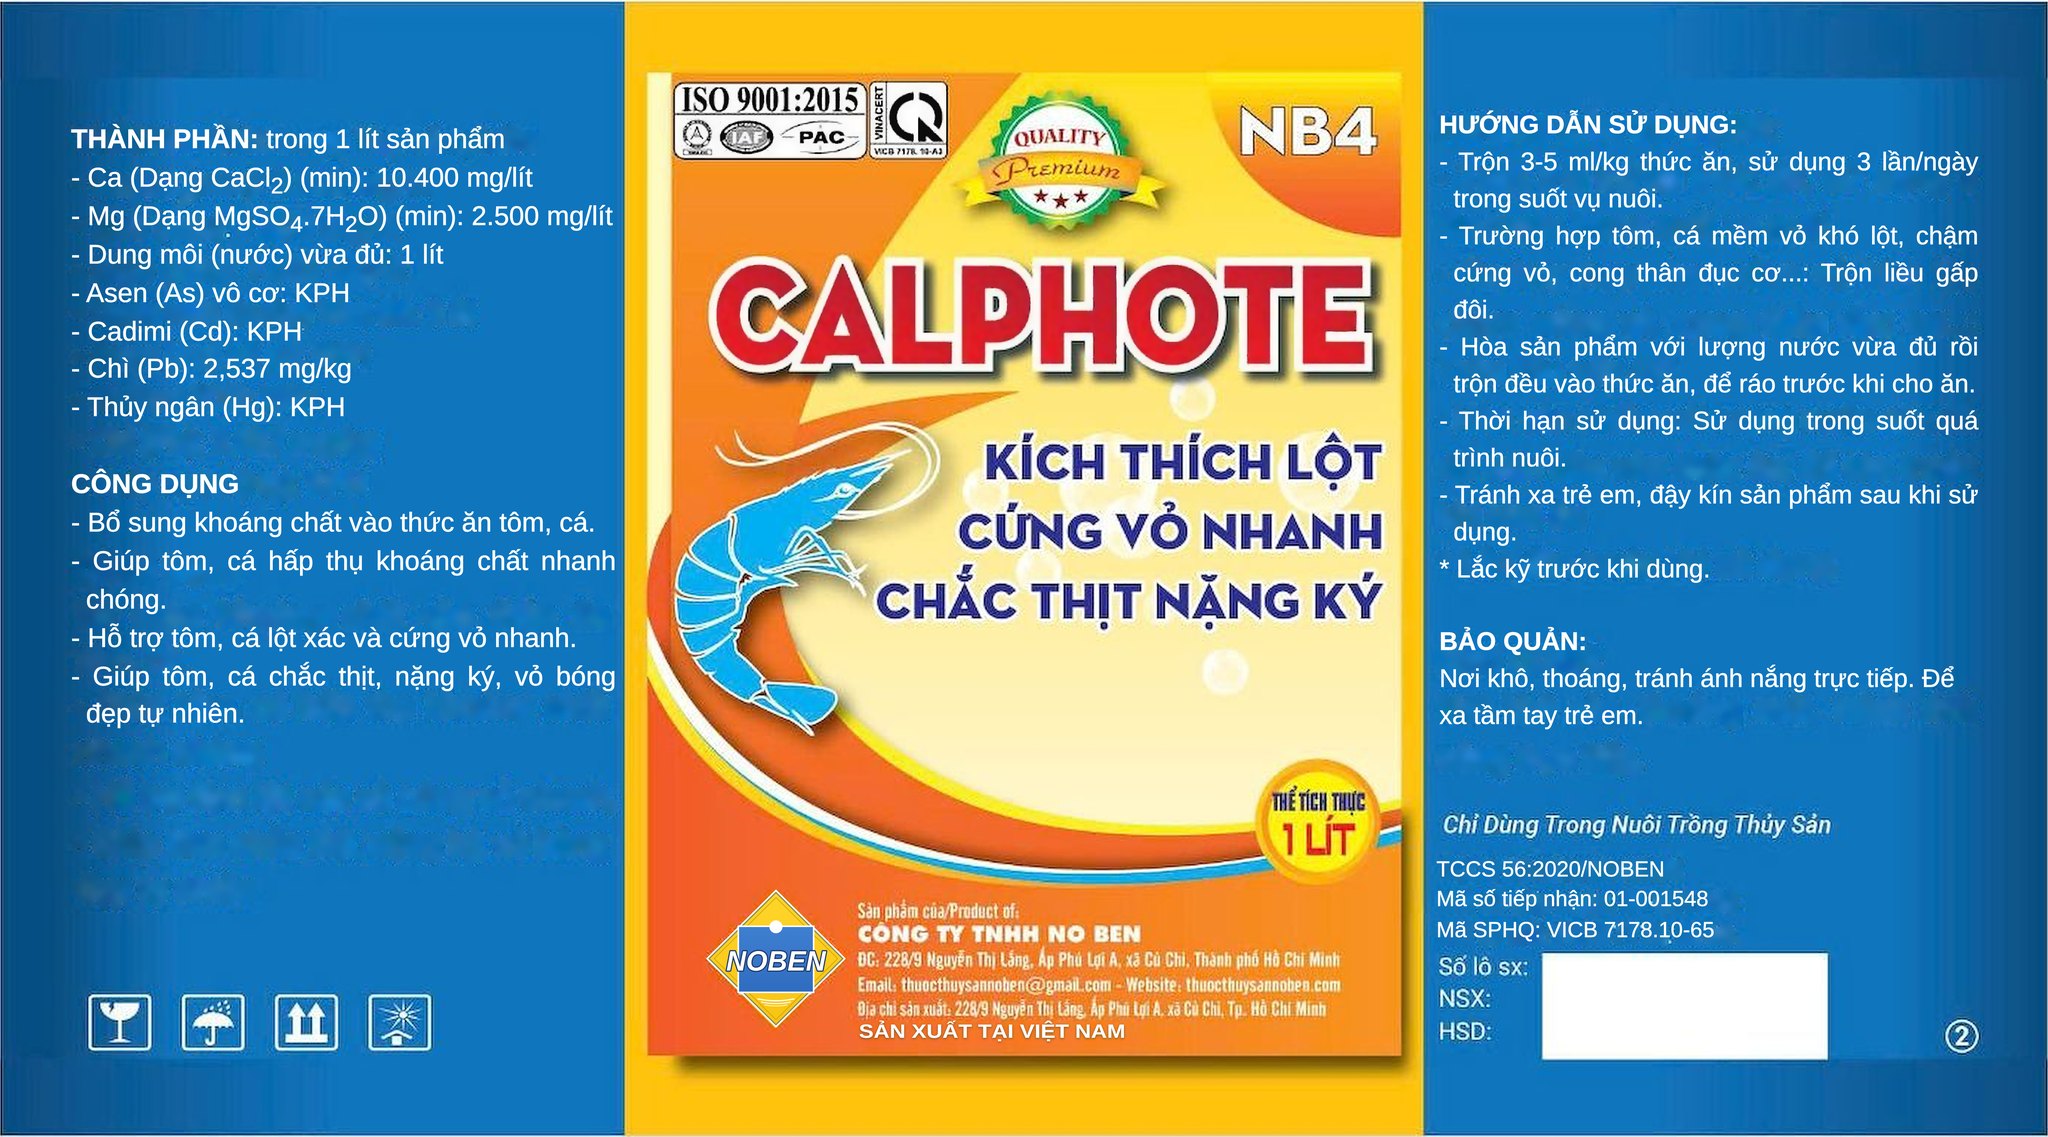 THÀNH PHẦN: trong 1 lít sản phẩm
- Ca (Dạng CaCl2) (min): 10.400 mg/lít
- Mg (Dạng MgSO4.7H2O) (min): 2.500 mg/lít
- Dung môi (nước) vừa đủ: 1 lít
- Asen (As) vô cơ: KPH
- Cadimi (Cd): KPH
- Chì (Pb): 2,537 mg/kg
- Thủy ngân (Hg): KPH
CÔNG DỤNG
- Bổ sung khoáng chất vào thức ăn tôm, cá.
- Giúp tôm, cá hấp thụ khoáng chất nhanh
chóng.
- Hỗ trợ tôm, cá lột xác và cứng vỏ nhanh.
- Giúp tôm, cá chắc thịt, nặng ký, vỏ bóng
đẹp tự nhiên.
ISO 9001:2015
IAF
PAC
VINACERT
VICB 7178. 10-A3
QUALITY
Premium
NB4
CALPHOTE
KÍCH THÍCH LỘT
CỨNG VỎ NHANH
CHẮC THỊT NẶNG KÝ
THỂ TÍCH THỰC
1 LÍT
NOBEN
Sản phẩm của/Product of:
CÔNG TY TNHH NO BEN
ĐC: 228/9 Nguyễn Thị Lắng, Ấp Phú Lợi A, xã Củ Chi, Thành phố Hồ Chí Minh
Email: thuocthuysannoben@gmail.com - Website: thuocthuysannoben.com
Địa chỉ sản xuất: 228/9 Nguyễn Thị Lắng, Ấp Phú Lợi A, xã Củ Chi, Tp. Hồ Chí Minh
SẢN XUẤT TẠI VIỆT NAM
HƯỚNG DẪN SỬ DỤNG:
- Trộn 3-5 ml/kg thức ăn, sử dụng 3 lần/ngày
trong suốt vụ nuôi.
- Trường hợp tôm, cá mềm vỏ khó lột, chậm
cứng vỏ, cong thân đục cơ...: Trộn liều gấp
đôi.
- Hòa sản phẩm với lượng nước vừa đủ rồi
trộn đều vào thức ăn, để ráo trước khi cho ăn.
- Thời hạn sử dụng: Sử dụng trong suốt quá
trình nuôi.
- Tránh xa trẻ em, đậy kín sản phẩm sau khi sử
dụng.
* Lắc kỹ trước khi dùng.
BẢO QUẢN:
Nơi khô, thoáng, tránh ánh nắng trực tiếp. Để
xa tầm tay trẻ em.
Chỉ Dùng Trong Nuôi Trồng Thủy Sản
TCCS 56:2020/NOBEN
Mã số tiếp nhận: 01-001548
Mã SPHQ: VICB 7178.10-65
Số lô sx:
NSX:
HSD:
2